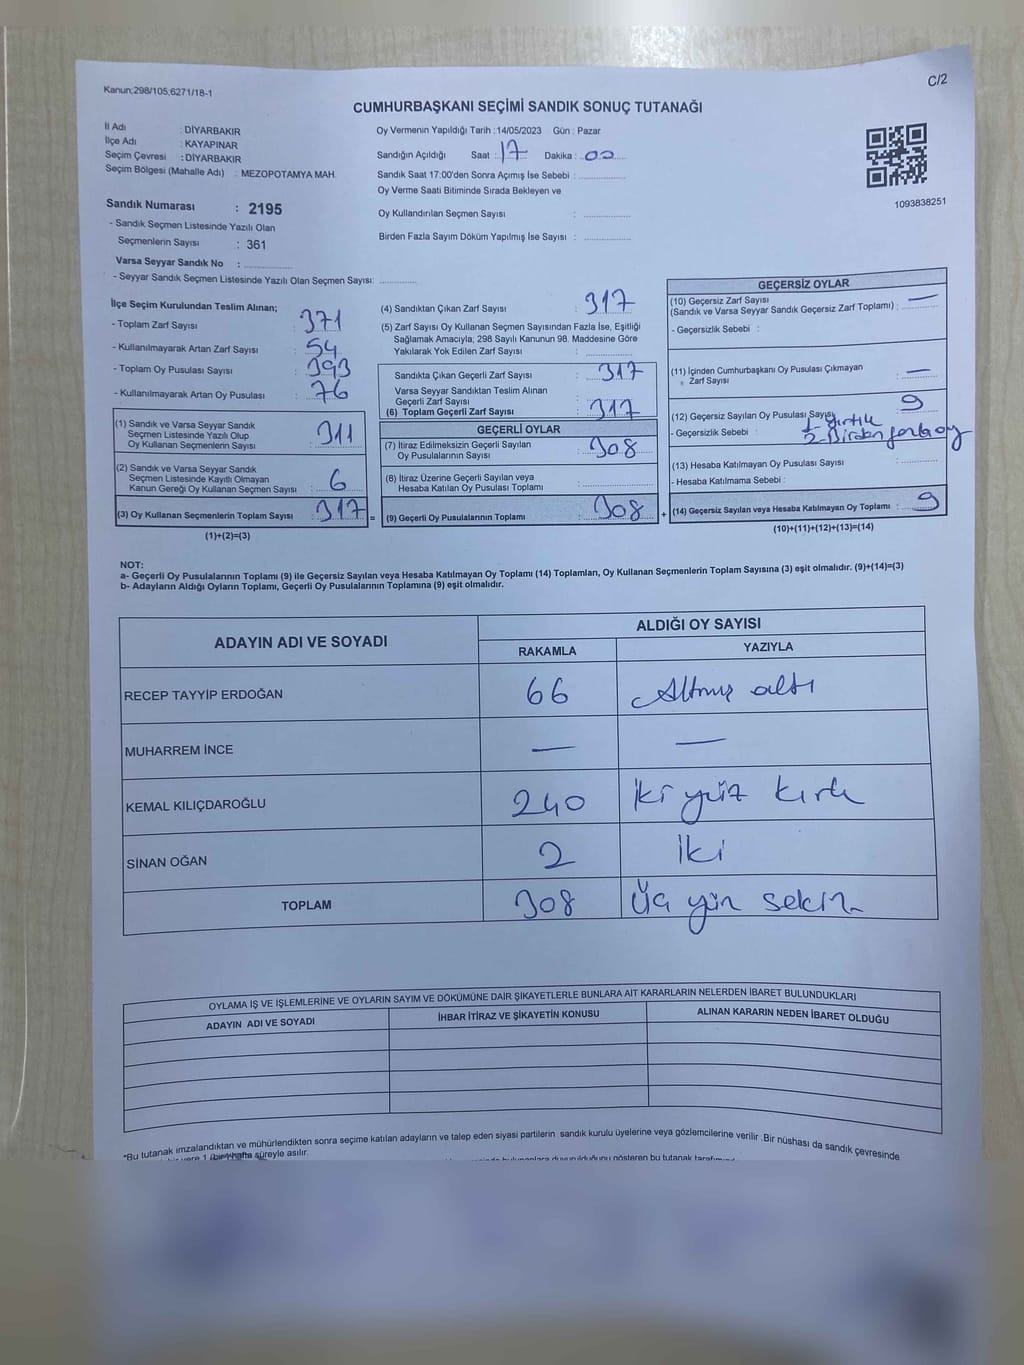 C/2
Kanun;298/105,6271/18-1
CUMHURBAŞKANI SEÇİMİ SANDIK SONUÇ TUTANAĞI
İl Adı : DİYARBAKIR
İlçe Adı : KAYAPINAR
Seçim Çevresi : DİYARBAKIR
Seçim Bölgesi (Mahalle Adı) : MEZOPOTAMYA MAH.
Sandık Numarası : 2195
- Sandık Seçmen Listesinde Yazılı Olan
Seçmenlerin Sayısı : 361
Varsa Seyyar Sandık No :
- Seyyar Sandık Seçmen Listesinde Yazılı Olan Seçmen Sayısı:
Oy Vermenin Yapıldığı Tarih : 14/05/2023 Gün : Pazar
Sandığın Açıldığı Saat : 17 Dakika : 00
Sandık Saat 17:00'den Sonra Açımış İse Sebebi :
Oy Verme Saati Bitiminde Sırada Bekleyen ve
Oy Kullandırılan Seçmen Sayısı :
Birden Fazla Sayım Döküm Yapılmış İse Sayısı :
1093838251
İlçe Seçim Kurulundan Teslim Alınan;
- Toplam Zarf Sayısı : 371
- Kullanılmayarak Artan Zarf Sayısı : 54
- Toplam Oy Pusulası Sayısı : 393
- Kullanılmayarak Artan Oy Pusulası : 76
(1) Sandık ve Varsa Seyyar Sandık
Seçmen Listesinde Yazılı Olup
Oy Kullanan Seçmenlerin Sayısı : 311
(2) Sandık ve Varsa Seyyar Sandık
Seçmen Listesinde Kayıtlı Olmayan
Kanun Gereği Oy Kullanan Seçmen Sayısı : 6
(3) Oy Kullanan Seçmenlerin Toplam Sayısı : 317 =
(1)+(2)=(3)
(4) Sandıktan Çıkan Zarf Sayısı : 317
(5) Zarf Sayısı Oy Kullanan Seçmen Sayısından Fazla İse, Eşitliği
Sağlamak Amacıyla, 298 Sayılı Kanunun 98. Maddesine Göre
Yakılarak Yok Edilen Zarf Sayısı :
Sandıkta Çıkan Geçerli Zarf Sayısı : 317
Varsa Seyyar Sandıktan Teslim Alınan
Geçerli Zarf Sayısı :
(6) Toplam Geçerli Zarf Sayısı : 317
GEÇERLİ OYLAR
(7) İtiraz Edilmeksizin Geçerli Sayılan
Oy Pusulalarının Sayısı : 308
(8) İtiraz Üzerine Geçerli Sayılan veya
Hesaba Katılan Oy Pusulası Toplamı :
(9) Geçerli Oy Pusulalarının Toplamı : 308 +
GEÇERSİZ OYLAR
(10) Geçersiz Zarf Sayısı —
(Sandık ve Varsa Seyyar Sandık Geçersiz Zarf Toplamı) :
- Geçersizlik Sebebi :
(11) İçinden Cumhurbaşkanı Oy Pusulası Çıkmayan
Zarf Sayısı : —
(12) Geçersiz Sayılan Oy Pusulası Sayısı 9
- Geçersizlik Sebebi : 1- Yırtık
2- Birden fazla oy
(13) Hesaba Katılmayan Oy Pusulası Sayısı :
- Hesaba Katılmama Sebebi :
(14) Geçersiz Sayılan veya Hesaba Katılmayan Oy Toplamı : 9
(10)+(11)+(12)+(13)=(14)
NOT:
a- Geçerli Oy Pusulalarının Toplamı (9) ile Geçersiz Sayılan veya Hesaba Katılmayan Oy Toplamı (14) Toplamları, Oy Kullanan Seçmenlerin Toplam Sayısına (3) eşit olmalıdır. (9)+(14)=(3)
b- Adayların Aldığı Oyların Toplamı, Geçerli Oy Pusulalarının Toplamına (9) eşit olmalıdır.
ADAYIN ADI VE SOYADI
ALDIĞI OY SAYISI
RAKAMLA YAZIYLA
RECEP TAYYİP ERDOĞAN 66 Altmış altı
MUHARREM İNCE — —
KEMAL KILIÇDAROĞLU 240 İki yüz kırk
SİNAN OĞAN 2 İki
TOPLAM 308 Üç yüz sekiz
OYLAMA İŞ VE İŞLEMLERİNE VE OYLARIN SAYIM VE DÖKÜMÜNE DAİR ŞİKAYETLERLE BUNLARA AİT KARARLARIN NELERDEN İBARET BULUNDUKLARI
ADAYIN ADI VE SOYADI İHBAR İTİRAZ VE ŞİKAYETİN KONUSU ALINAN KARARIN NEDEN İBARET OLDUĞU
*Bu tutanak imzalandıktan ve mühürlendikten sonra seçime katılan adayların ve talep eden siyasi partilerin sandık kurulu üyelerine veya gözlemcilerine verilir .Bir nüshası da sandık çevresinde
1 (bir) hafta süreyle asılır.